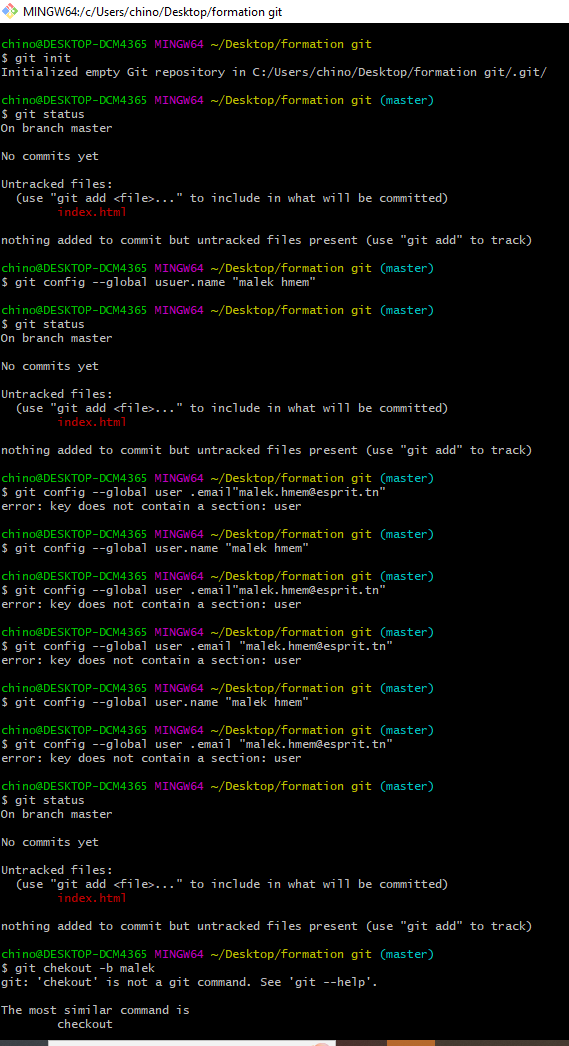 MINGW64:/c/Users/chino/Desktop/formation git
chino@DESKTOP-DCM4365 MINGW64 ~/Desktop/formation git
$ git init
Initialized empty Git repository in C:/Users/chino/Desktop/formation git/.git/
chino@DESKTOP-DCM4365 MINGW64 ~/Desktop/formation git (master)
$ git status
On branch master
No commits yet
Untracked files:
(use "git add <file>..." to include in what will be committed)
index.html
nothing added to commit but untracked files present (use "git add" to track)
chino@DESKTOP-DCM4365 MINGW64 ~/Desktop/formation git (master)
$ git config --global usuer.name "malek hmem"
chino@DESKTOP-DCM4365 MINGW64 ~/Desktop/formation git (master)
$ git status
On branch master
No commits yet
Untracked files:
(use "git add <file>..." to include in what will be committed)
index.html
nothing added to commit but untracked files present (use "git add" to track)
chino@DESKTOP-DCM4365 MINGW64 ~/Desktop/formation git (master)
$ git config --global user .email"malek.hmem@esprit.tn"
error: key does not contain a section: user
chino@DESKTOP-DCM4365 MINGW64 ~/Desktop/formation git (master)
$ git config --global user.name "malek hmem"
chino@DESKTOP-DCM4365 MINGW64 ~/Desktop/formation git (master)
$ git config --global user .email"malek.hmem@esprit.tn"
error: key does not contain a section: user
chino@DESKTOP-DCM4365 MINGW64 ~/Desktop/formation git (master)
$ git config --global user .email "malek.hmem@esprit.tn"
error: key does not contain a section: user
chino@DESKTOP-DCM4365 MINGW64 ~/Desktop/formation git (master)
$ git config --global user.name "malek hmem"
chino@DESKTOP-DCM4365 MINGW64 ~/Desktop/formation git (master)
$ git config --global user .email "malek.hmem@esprit.tn"
error: key does not contain a section: user
chino@DESKTOP-DCM4365 MINGW64 ~/Desktop/formation git (master)
$ git status
On branch master
No commits yet
Untracked files:
(use "git add <file>..." to include in what will be committed)
index.html
nothing added to commit but untracked files present (use "git add" to track)
chino@DESKTOP-DCM4365 MINGW64 ~/Desktop/formation git (master)
$ git chekout -b malek
git: 'chekout' is not a git command. See 'git --help'.
The most similar command is
checkout